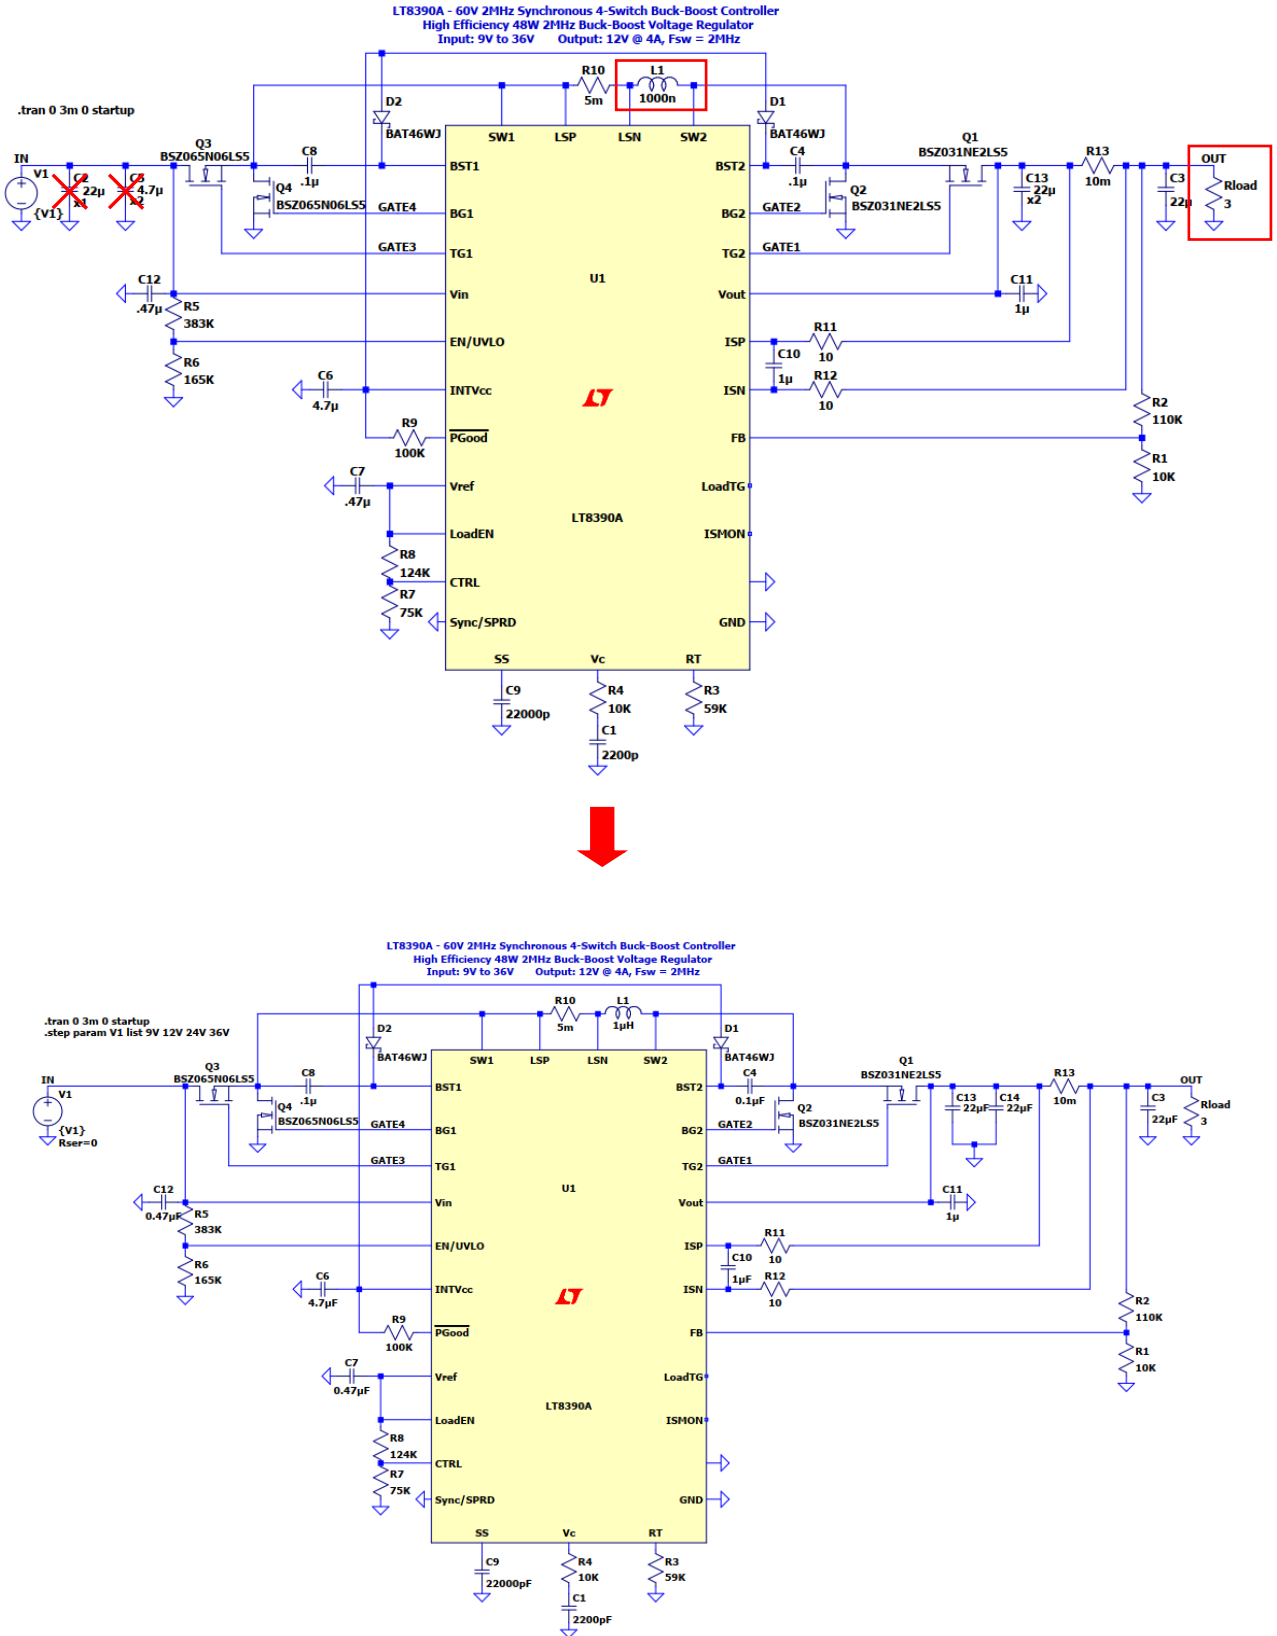 LT8390A - 60V 2MHz Synchronous 4-Switch Buck-Boost Controller
High Efficiency 48W 2MHz Buck-Boost Voltage Regulator
Input: 9V to 36V Output: 12V @ 4A, Fsw = 2MHz
.tran 0 3m 0 startup
R10
5m
L1
1000n
D2
BAT46WJ
D1
BAT46WJ
SW1 LSP LSN SW2
IN
V1
{V1}
C2
22µ
x1
4.7µ
x2
Q3
BSZ065N06LS5
Q4
BSZ065N06LS5
C8
.1µ
BST1
BST2
C4
.1µ
Q2
BSZ031NE2LS5
Q1
BSZ031NE2LS5
C13
22µ
x2
R13
10m
C3
22µ
OUT
Rload
3
GATE4
BG1
BG2
GATE2
GATE3
TG1
TG2
GATE1
U1
C12
.47µ
Vin
Vout
C11
1µ
R5
383K
EN/UVLO
ISP
R11
10
C10
1µ
R6
165K
C6
4.7µ
INTVcc
ISN
R12
10
R9
100K
PGood
FB
R2
110K
R1
10K
C7
.47µ
Vref
LoadTG
LT8390A
LoadEN
ISMON
R8
124K
CTRL
R7
75K
Sync/SPRD
GND
SS Vc RT
C9
22000p
R4
10K
R3
59K
C1
2200p
LT8390A - 60V 2MHz Synchronous 4-Switch Buck-Boost Controller
High Efficiency 48W 2MHz Buck-Boost Voltage Regulator
Input: 9V to 36V Output: 12V @ 4A, Fsw = 2MHz
.tran 0 3m 0 startup
.step param V1 list 9V 12V 24V 36V
R10
5m
L1
1µH
D2
BAT46WJ
D1
BAT46WJ
SW1 LSP LSN SW2
IN
V1
{V1}
Rser=0
Q3
BSZ065N06LS5
Q4
BSZ065N06LS5
C8
.1µ
BST1
BST2
C4
0.1µF
Q2
BSZ031NE2LS5
Q1
BSZ031NE2LS5
C13
22µF
C14
22µF
R13
10m
C3
22µF
OUT
Rload
3
GATE4
BG1
BG2
GATE2
GATE3
TG1
TG2
GATE1
U1
C12
0.47µF
Vin
Vout
C11
1µ
R5
383K
EN/UVLO
ISP
R11
10
C10
1µF
R6
165K
C6
4.7µF
INTVcc
ISN
R12
10
R9
100K
PGood
FB
R2
110K
R1
10K
C7
0.47µF
Vref
LoadTG
LT8390A
LoadEN
ISMON
R8
124K
CTRL
R7
75K
Sync/SPRD
GND
SS Vc RT
C9
22000pF
R4
10K
R3
59K
C1
2200pF